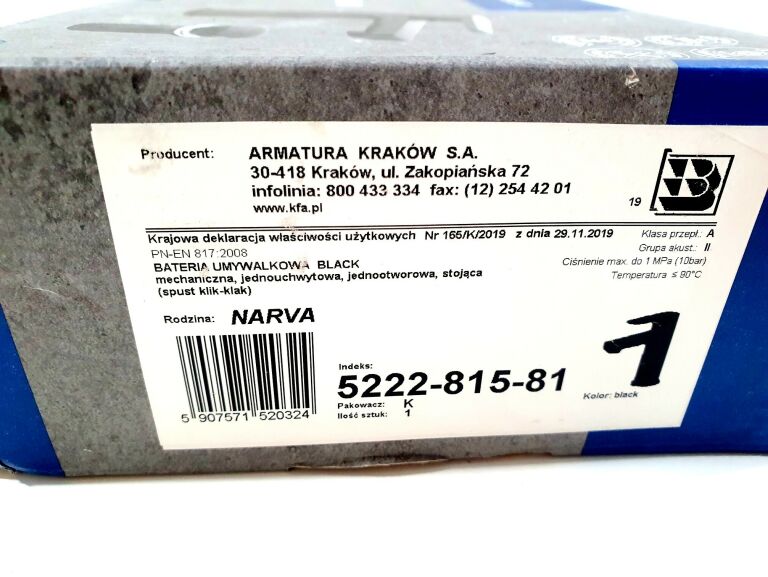 Producent: ARMATURA KRAKÓW S.A.
30-418 Kraków, ul. Zakopiańska 72
infolinia: 800 433 334 fax: (12) 254 42 01
www.kfa.pl
19 B
Krajowa deklaracja właściwości użytkowych Nr 165/K/2019 z dnia 29.11.2019
PN-EN 817:2008
BATERIA UMYWALKOWA BLACK
mechaniczna, jednouchwytowa, jednootworowa, stojąca
(spust klik-klak)
Klasa przepł.: A
Grupa akust.: II
Ciśnienie max. do 1 MPa (10bar)
Temperatura ≤ 90°C
Rodzina: NARVA
5 907571 520324
Indeks:
5222-815-81
Pakowacz: K
Ilość sztuk: 1
Kolor: black